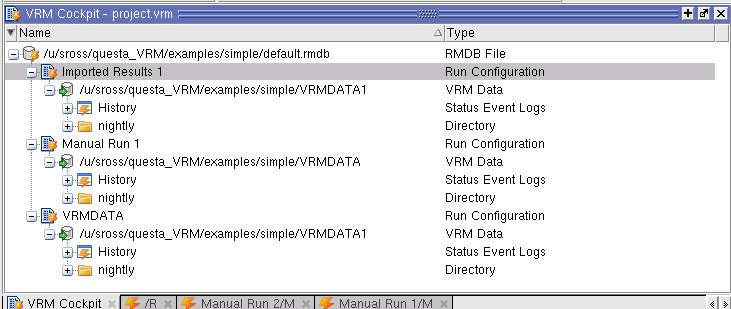 VRM Cockpit - project.vrm
Name Type
/u/sross/questa_VRM/examples/simple/default.rmdb RMDB File
Imported Results 1 Run Configuration
/u/sross/questa_VRM/examples/simple/VRMDATA1 VRM Data
History Status Event Logs
nightly Directory
Manual Run 1 Run Configuration
/u/sross/questa_VRM/examples/simple/VRMDATA VRM Data
History Status Event Logs
nightly Directory
VRMDATA Run Configuration
/u/sross/questa_VRM/examples/simple/VRMDATA1 VRM Data
History Status Event Logs
nightly Directory
VRM Cockpit /R Manual Run 2/M Manual Run 1/M